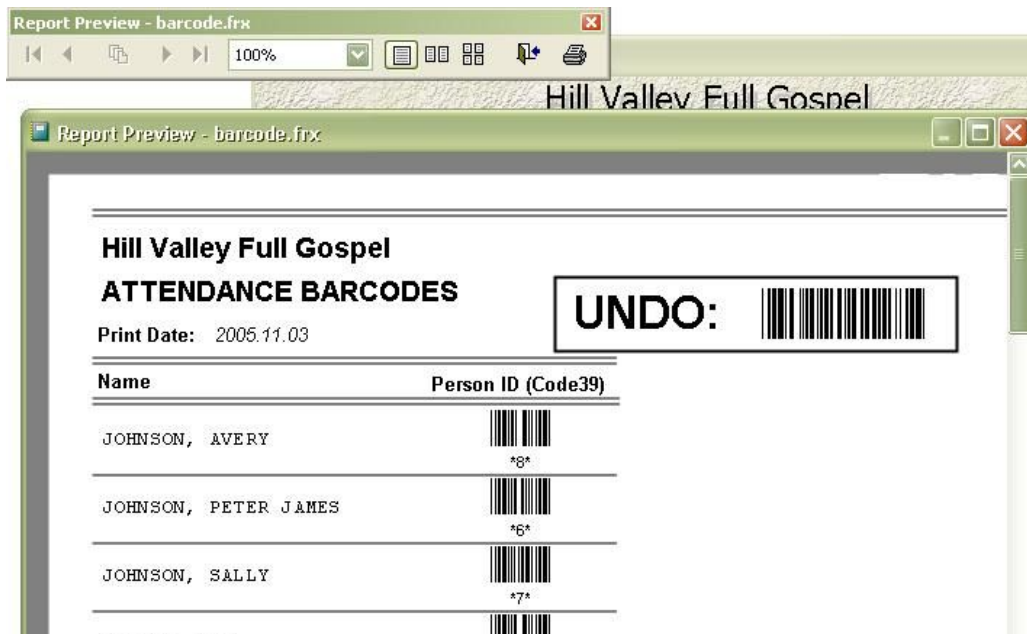 Report Preview - barcode.frx
100%
Hill Valley Full Gospel
Report Preview - barcode.frx
Hill Valley Full Gospel
ATTENDANCE BARCODES
UNDO:
Print Date: 2005.11.03
Name Person ID (Code39)
JOHNSON, AVERY
*8*
JOHNSON, PETER JAMES
*6*
JOHNSON, SALLY
*7*